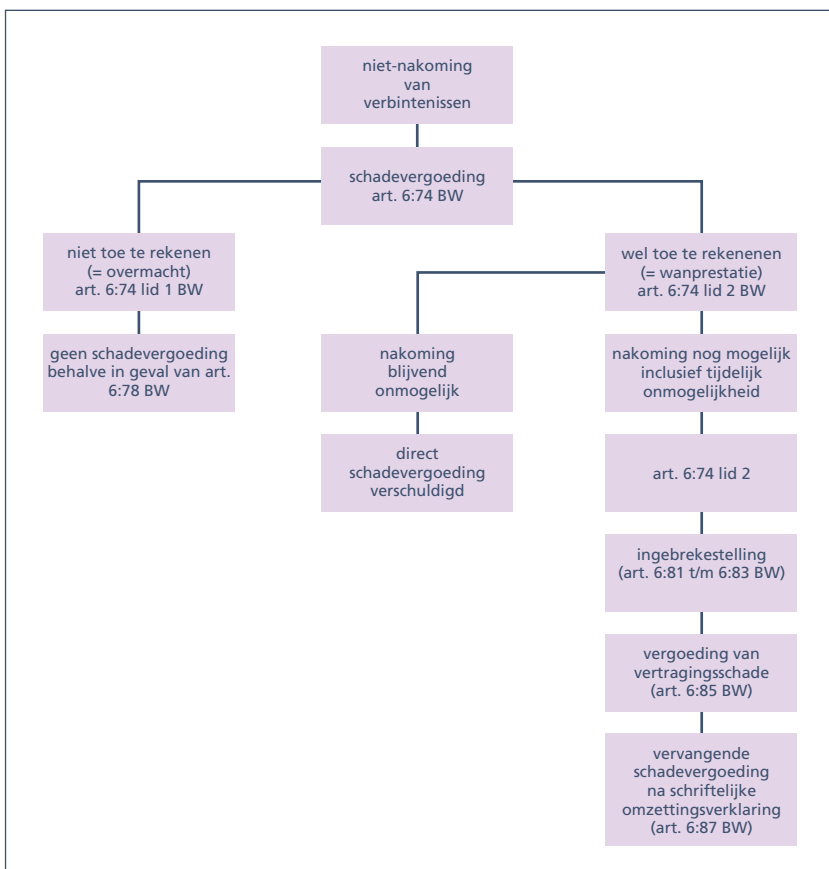 niet-nakoming
van
verbintenissen
schadevergoeding
art. 6:74 BW
niet toe te rekenen
(= overmacht)
art. 6:74 lid 1 BW
wel toe te rekenenen
(= wanprestatie)
art. 6:74 lid 2 BW
geen schadevergoeding
behalve in geval van art.
6:78 BW
nakoming
blijvend
onmogelijk
nakoming nog mogelijk
inclusief tijdelijk
onmogelijkheid
direct
schadevergoeding
verschuldigd
art. 6:74 lid 2
ingebrekestelling
(art. 6:81 t/m 6:83 BW)
vergoeding van
vertragingsschade
(art. 6:85 BW)
vervangende
schadevergoeding
na schriftelijke
omzettingsverklaring
(art. 6:87 BW)